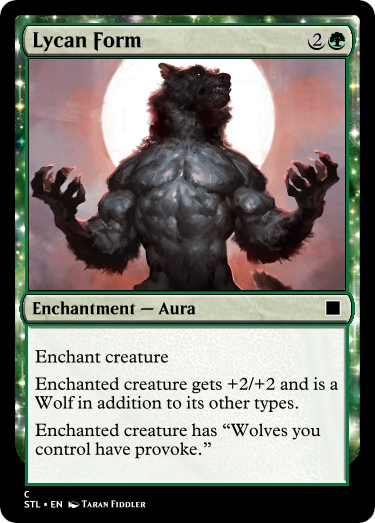 Lycan Form 2
Enchantment — Aura
Enchant creature
Enchanted creature gets +2/+2 and is a
Wolf in addition to its other types.
Enchanted creature has “Wolves you
control have provoke.”
C
STL • EN Taran Fiddler